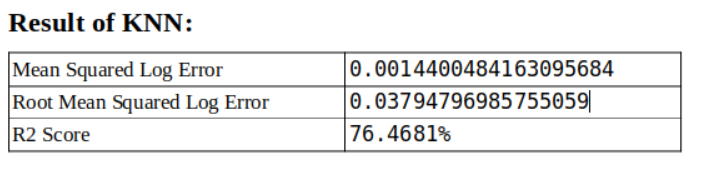 Result of KNN:
Mean Squared Log Error 0.0014400484163095684
Root Mean Squared Log Error 0.03794796985755059
R2 Score 76.4681%